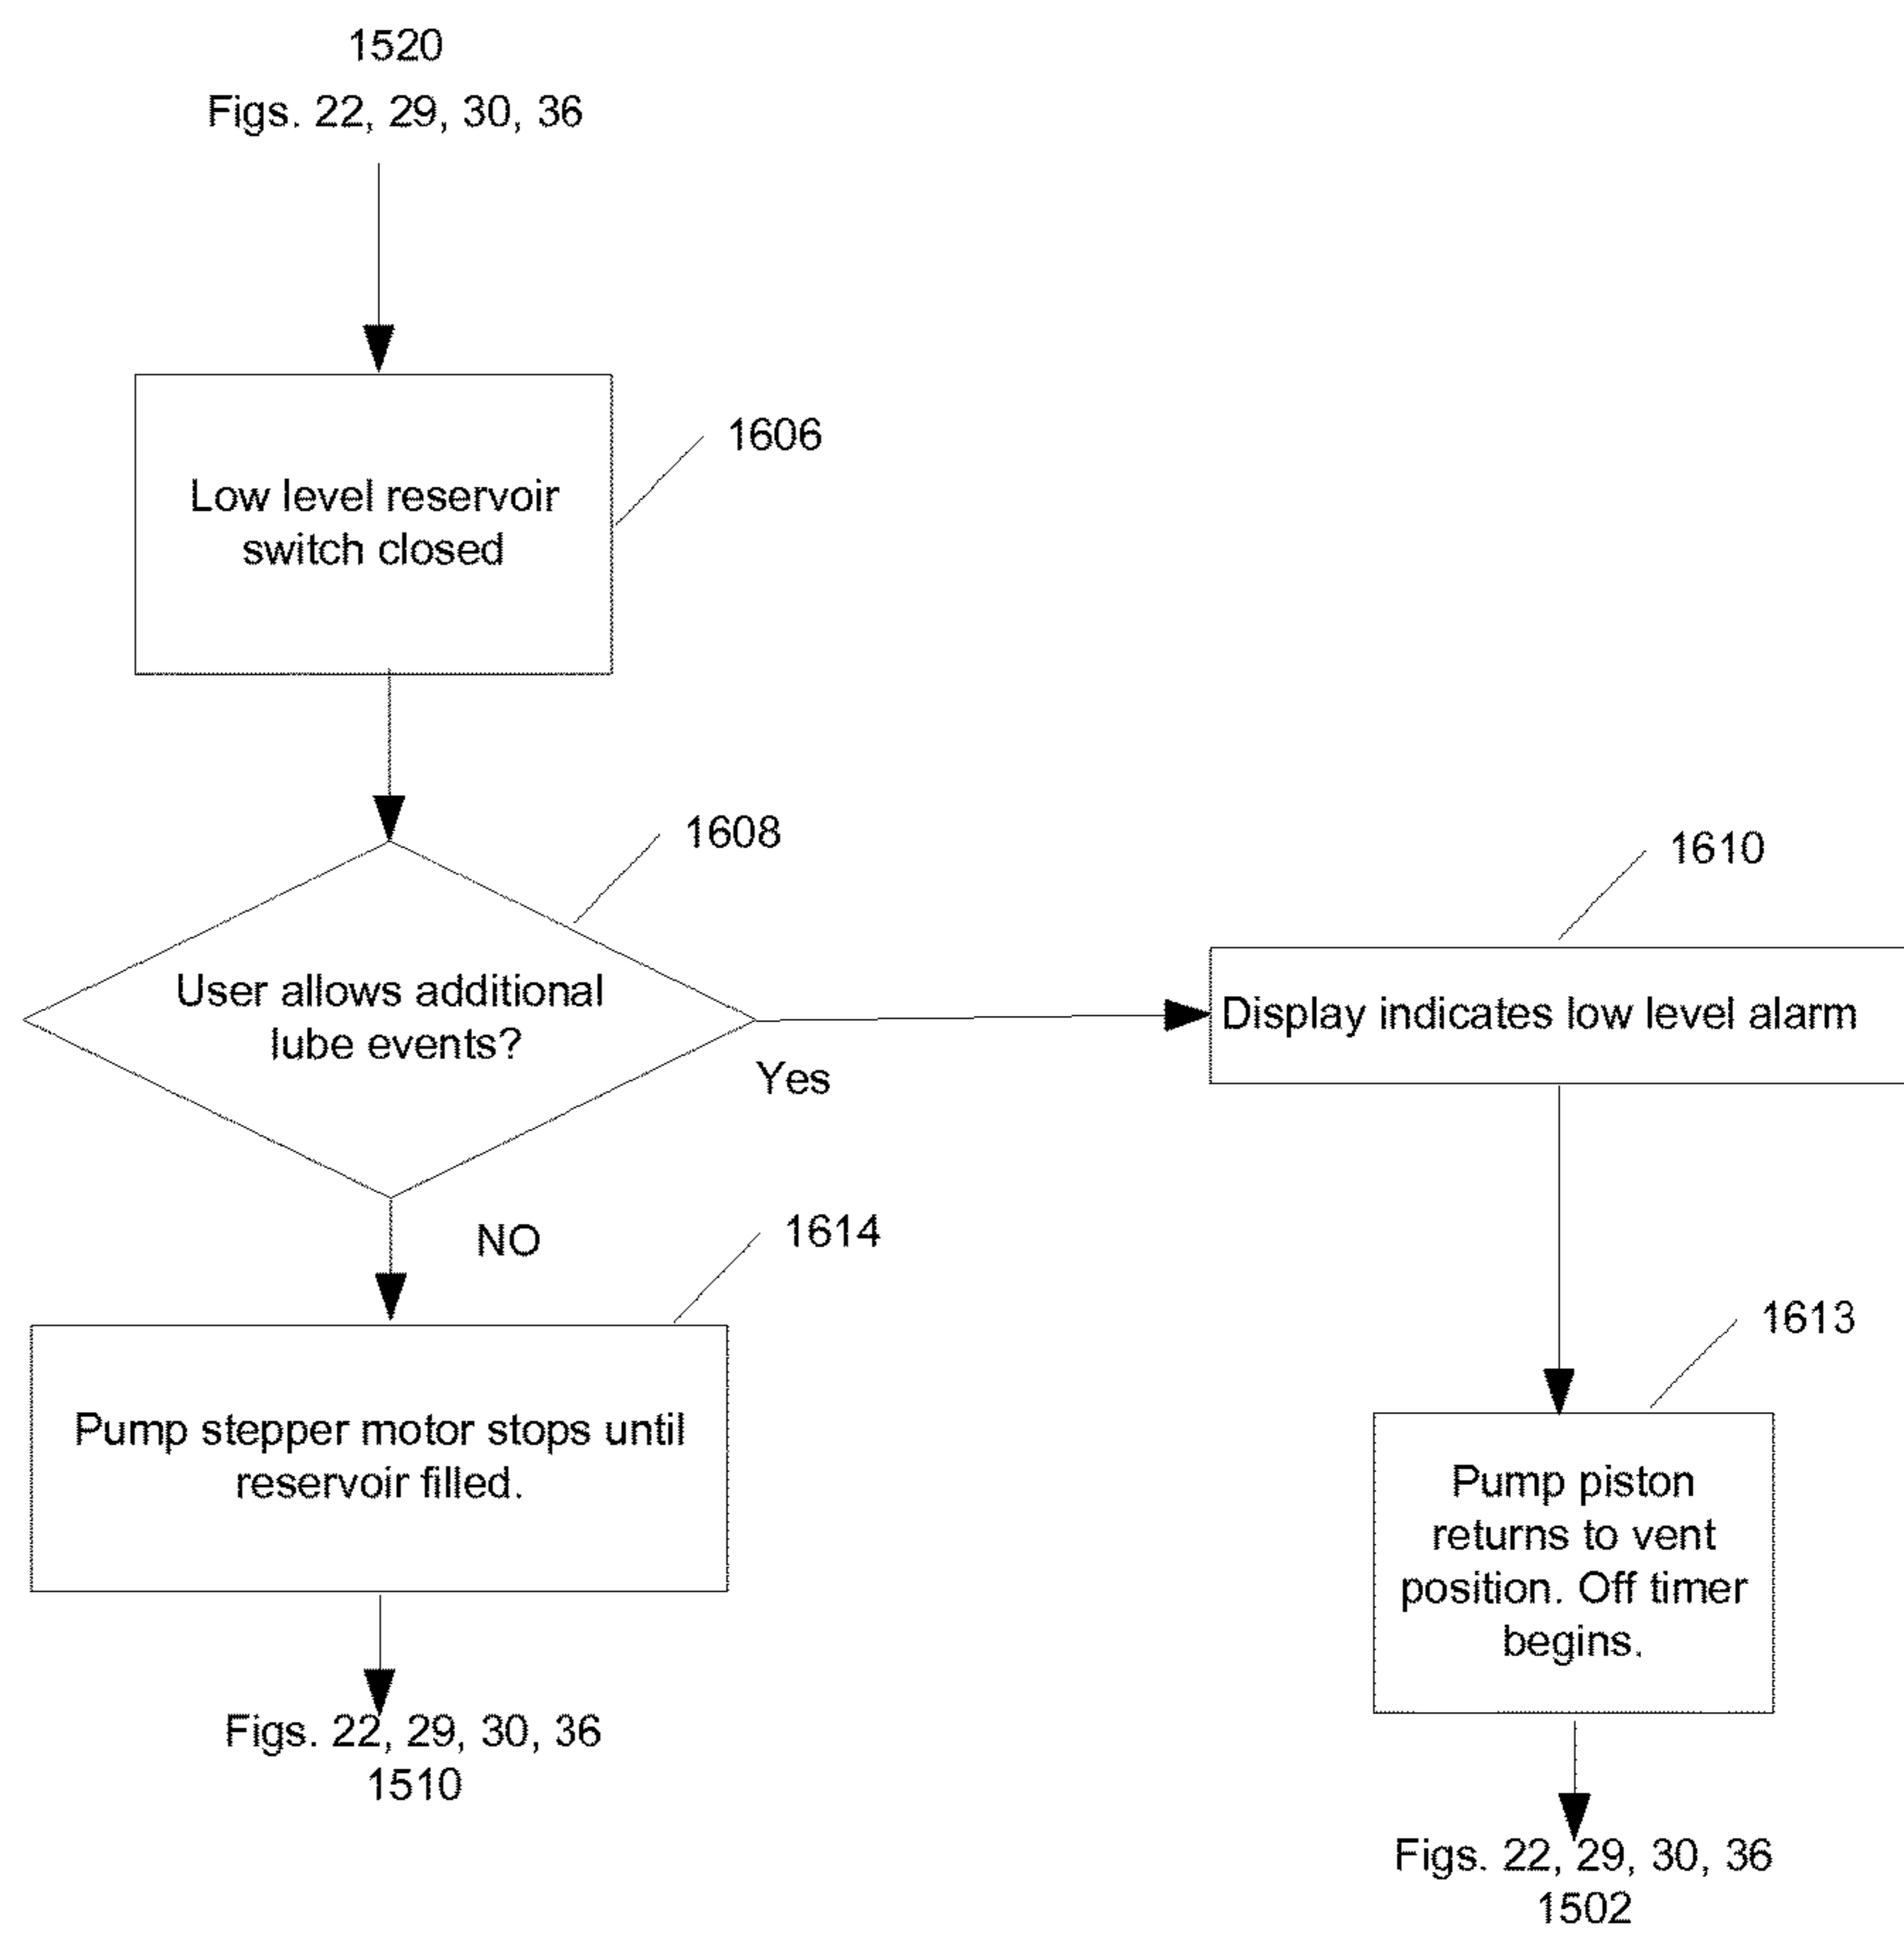 1520
Figs. 22, 29, 30, 36
1606
Low level reservoir
switch closed
1608
User allows additional
lube events?
Yes
1610
Display indicates low level alarm
NO
1614
Pump stepper motor stops until
reservoir filled.
1613
Pump piston
returns to vent
position. Off timer
begins.
Figs. 22, 29, 30, 36
1510
Figs. 22, 29, 30, 36
1502